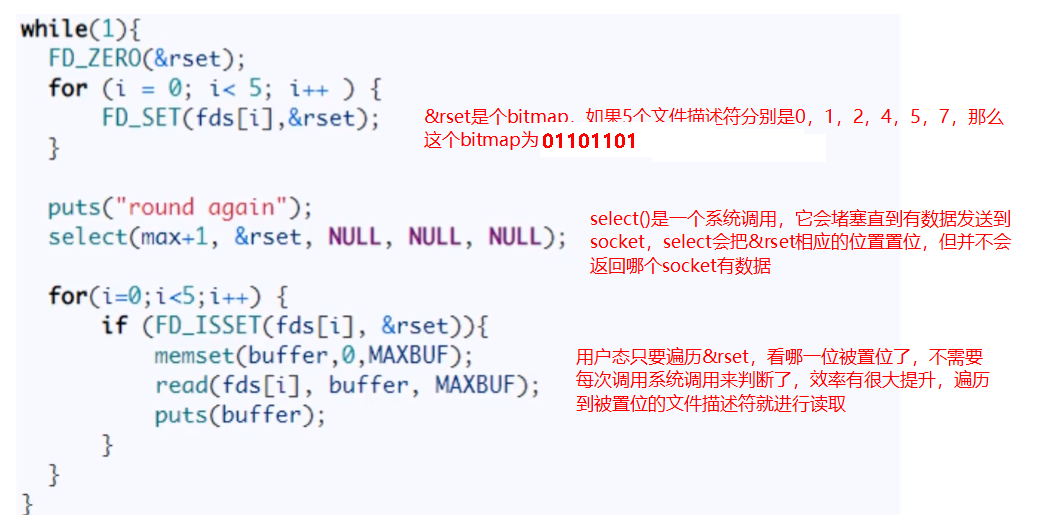 while(1){
FD_ZERO(&rset);
for (i = 0; i< 5; i++ ) {
FD_SET(fds[i],&rset);
}
&rset是个bitmap，如果5个文件描述符分别是0，1，2，4，5，7，那么
这个bitmap为01101101
puts("round again");
select(max+1, &rset, NULL, NULL, NULL);
select()是一个系统调用，它会堵塞直到有数据发送到
socket，select会把&rset相应的位置置位，但并不会
返回哪个socket有数据
for(i=0;i<5;i++) {
if (FD_ISSET(fds[i], &rset)){
memset(buffer,0,MAXBUF);
read(fds[i], buffer, MAXBUF);
puts(buffer);
}
}
}
用户态只要遍历&rset，看哪一位被置位了，不需要
每次调用系统调用来判断了，效率有很大提升，遍历
到被置位的文件描述符就进行读取